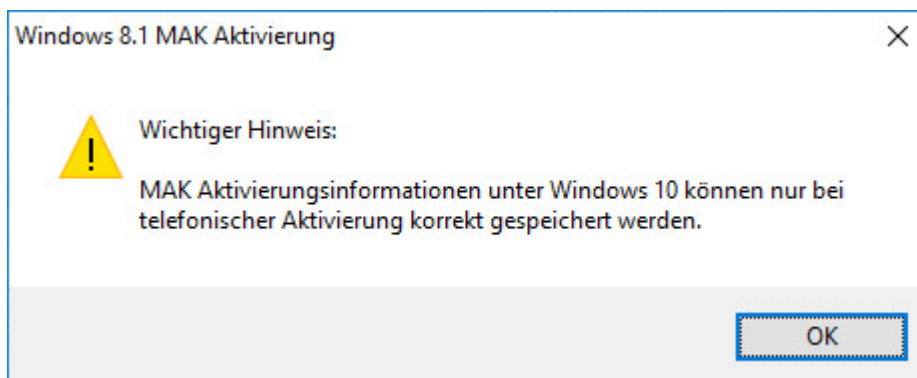 Windows 8.1 MAK Aktivierung
Wichtiger Hinweis:
MAK Aktivierungsinformationen unter Windows 10 können nur bei
telefonischer Aktivierung korrekt gespeichert werden.
OK